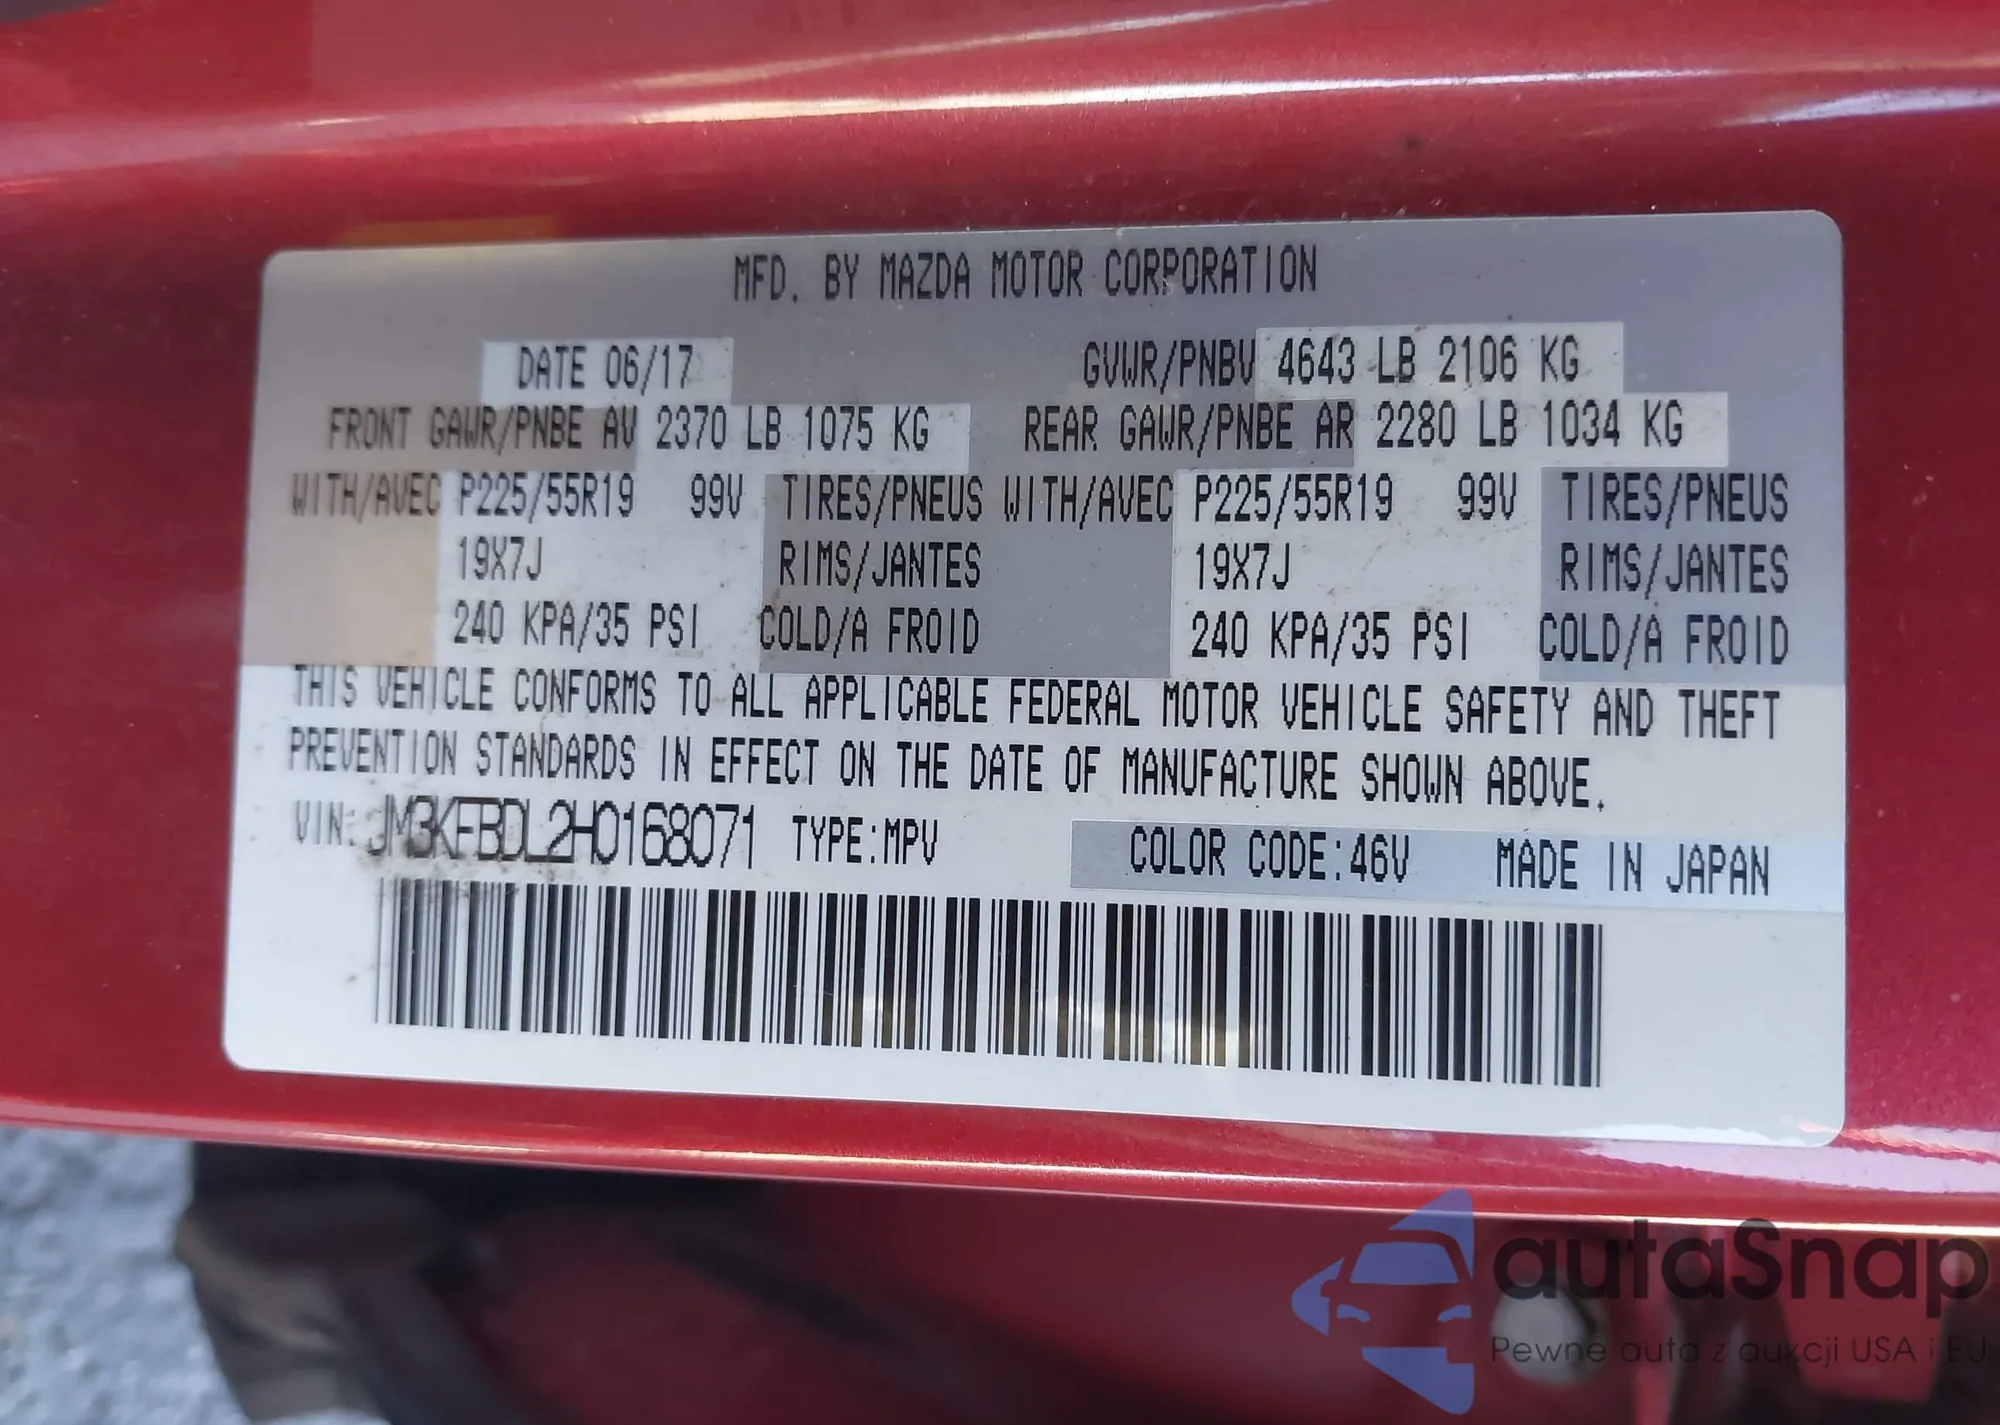 MFD. BY MAZDA MOTOR CORPORATION
DATE 06/17 GVWR/PNBV 4643 LB 2106 KG
FRONT GAWR/PNBE AV 2370 LB 1075 KG REAR GAWR/PNBE AR 2280 LB 1034 KG
WITH/AVEC P225/55R19 99V TIRES/PNEUS WITH/AVEC P225/55R19 99V TIRES/PNEUS
19X7J RIMS/JANTES 19X7J RIMS/JANTES
240 KPA/35 PSI COLD/A FROID 240 KPA/35 PSI COLD/A FROID
THIS VEHICLE CONFORMS TO ALL APPLICABLE FEDERAL MOTOR VEHICLE SAFETY AND THEFT
PREVENTION STANDARDS IN EFFECT ON THE DATE OF MANUFACTURE SHOWN ABOVE.
VIN: JM3KFBDL2H0168071 TYPE:MPV COLOR CODE:46V MADE IN JAPAN
autaSnap
Pewne auta z aukcji USA i EU